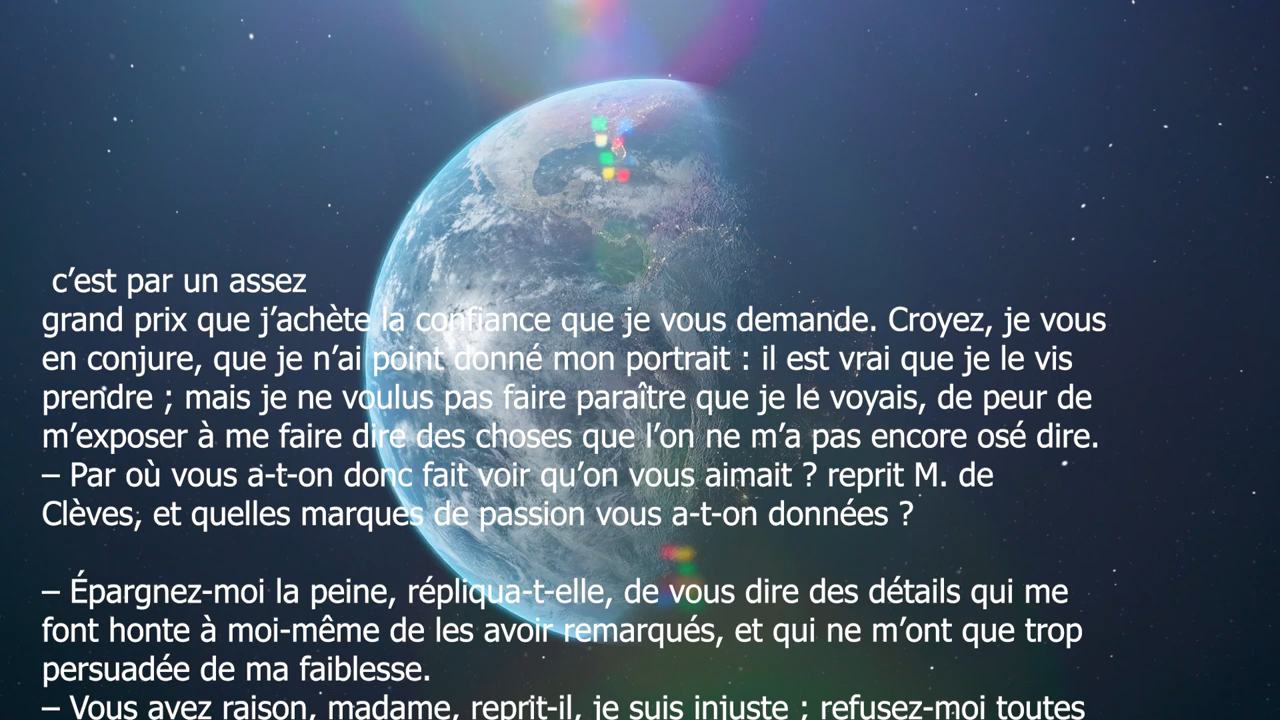 c’est par un assez
grand prix que j’achète la confiance que je vous demande. Croyez, je vous
en conjure, que je n’ai point donné mon portrait : il est vrai que je le vis
prendre ; mais je ne voulus pas faire paraître que je le voyais, de peur de
m’exposer à me faire dire des choses que l’on ne m’a pas encore osé dire.
– Par où vous a-t-on donc fait voir qu’on vous aimait ? reprit M. de
Clèves, et quelles marques de passion vous a-t-on données ?
– Épargnez-moi la peine, répliqua-t-elle, de vous dire des détails qui me
font honte à moi-même de les avoir remarqués, et qui ne m’ont que trop
persuadée de ma faiblesse.
– Vous avez raison, madame, reprit-il, je suis injuste ; refusez-moi toutes